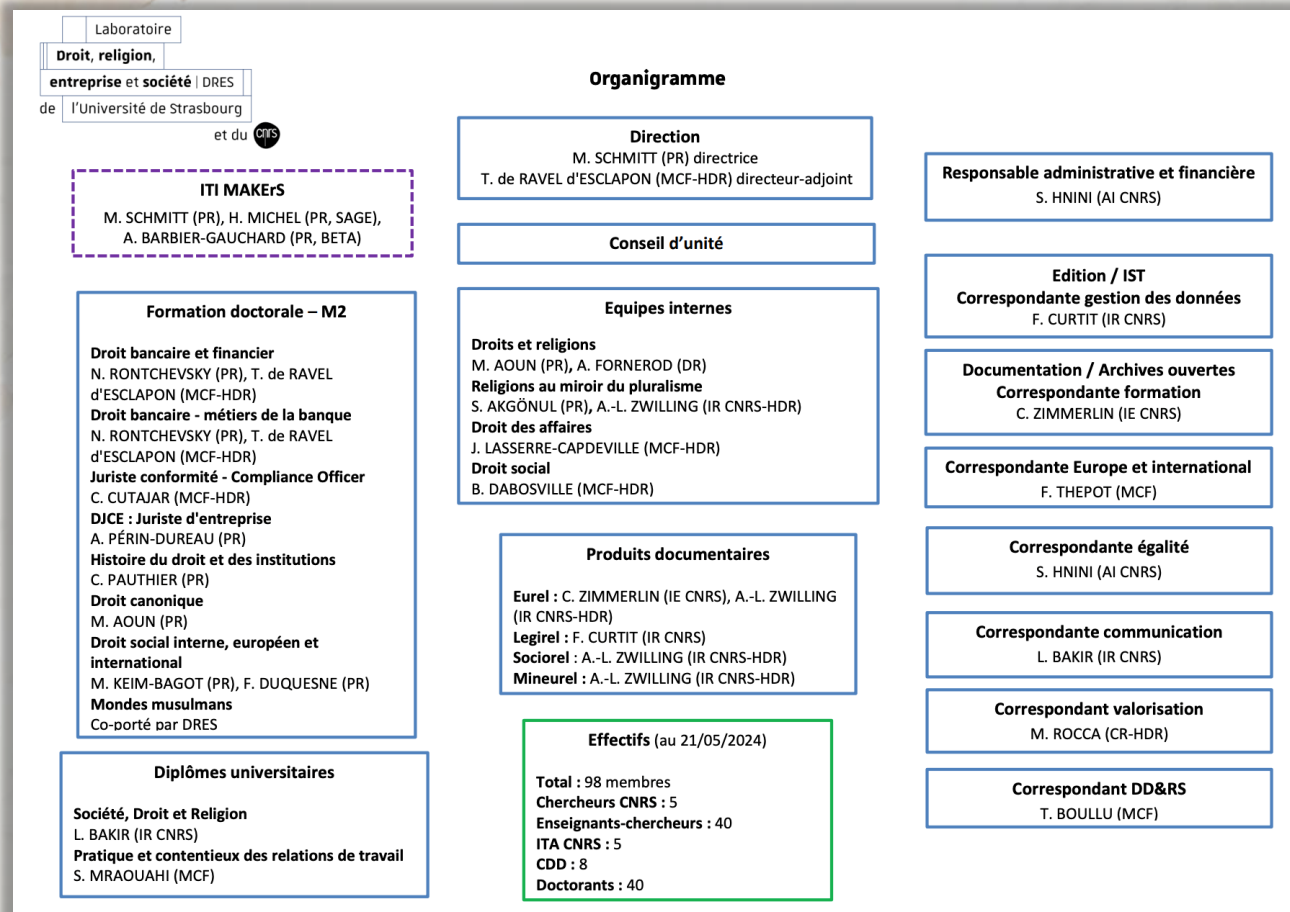 Laboratoire
Droit, religion,
entreprise et société | DRES
de l'Université de Strasbourg
et du cnrs
Organigramme
Direction
M. SCHMITT (PR) directrice
T. de RAVEL d'ESCLAPON (MCF-HDR) directeur-adjoint
ITI MAKErS
M. SCHMITT (PR), H. MICHEL (PR, SAGE),
A. BARBIER-GAUCHARD (PR, BETA)
Conseil d'unité
Formation doctorale – M2
Droit bancaire et financier
N. RONTCHEVSKY (PR), T. de RAVEL
d'ESCLAPON (MCF-HDR)
Droit bancaire - métiers de la banque
N. RONTCHEVSKY (PR), T. de RAVEL
d'ESCLAPON (MCF-HDR)
Juriste conformité - Compliance Officer
C. CUTAJAR (MCF-HDR)
DJCE : Juriste d'entreprise
A. PÉRIN-DUREAU (PR)
Histoire du droit et des institutions
C. PAUTHIER (PR)
Droit canonique
M. AOUN (PR)
Droit social interne, européen et
international
M. KEIM-BAGOT (PR), F. DUQUESNE (PR)
Mondes musulmans
Co-porté par DRES
Diplômes universitaires
Société, Droit et Religion
L. BAKIR (IR CNRS)
Pratique et contentieux des relations de travail
S. MRAOUAHI (MCF)
Equipes internes
Droits et religions
M. AOUN (PR), A. FORNEROD (DR)
Religions au miroir du pluralisme
S. AKGÖNUL (PR), A.-L. ZWILLING (IR CNRS-HDR)
Droit des affaires
J. LASSERRE-CAPDEVILLE (MCF-HDR)
Droit social
B. DABOSVILLE (MCF-HDR)
Produits documentaires
Eurel : C. ZIMMERLIN (IE CNRS), A.-L. ZWILLING
(IR CNRS-HDR)
Legirel : F. CURTIT (IR CNRS)
Sociorel : A.-L. ZWILLING (IR CNRS-HDR)
Mineurel : A.-L. ZWILLING (IR CNRS-HDR)
Effectifs (au 21/05/2024)
Total : 98 membres
Chercheurs CNRS : 5
Enseignants-chercheurs : 40
ITA CNRS : 5
CDD : 8
Doctorants : 40
Responsable administrative et financière
S. HNINI (AI CNRS)
Edition / IST
Correspondante gestion des données
F. CURTIT (IR CNRS)
Documentation / Archives ouvertes
Correspondante formation
C. ZIMMERLIN (IE CNRS)
Correspondante Europe et international
F. THEPOT (MCF)
Correspondante égalité
S. HNINI (AI CNRS)
Correspondante communication
L. BAKIR (IR CNRS)
Correspondant valorisation
M. ROCCA (CR-HDR)
Correspondant DD&RS
T. BOULLU (MCF)